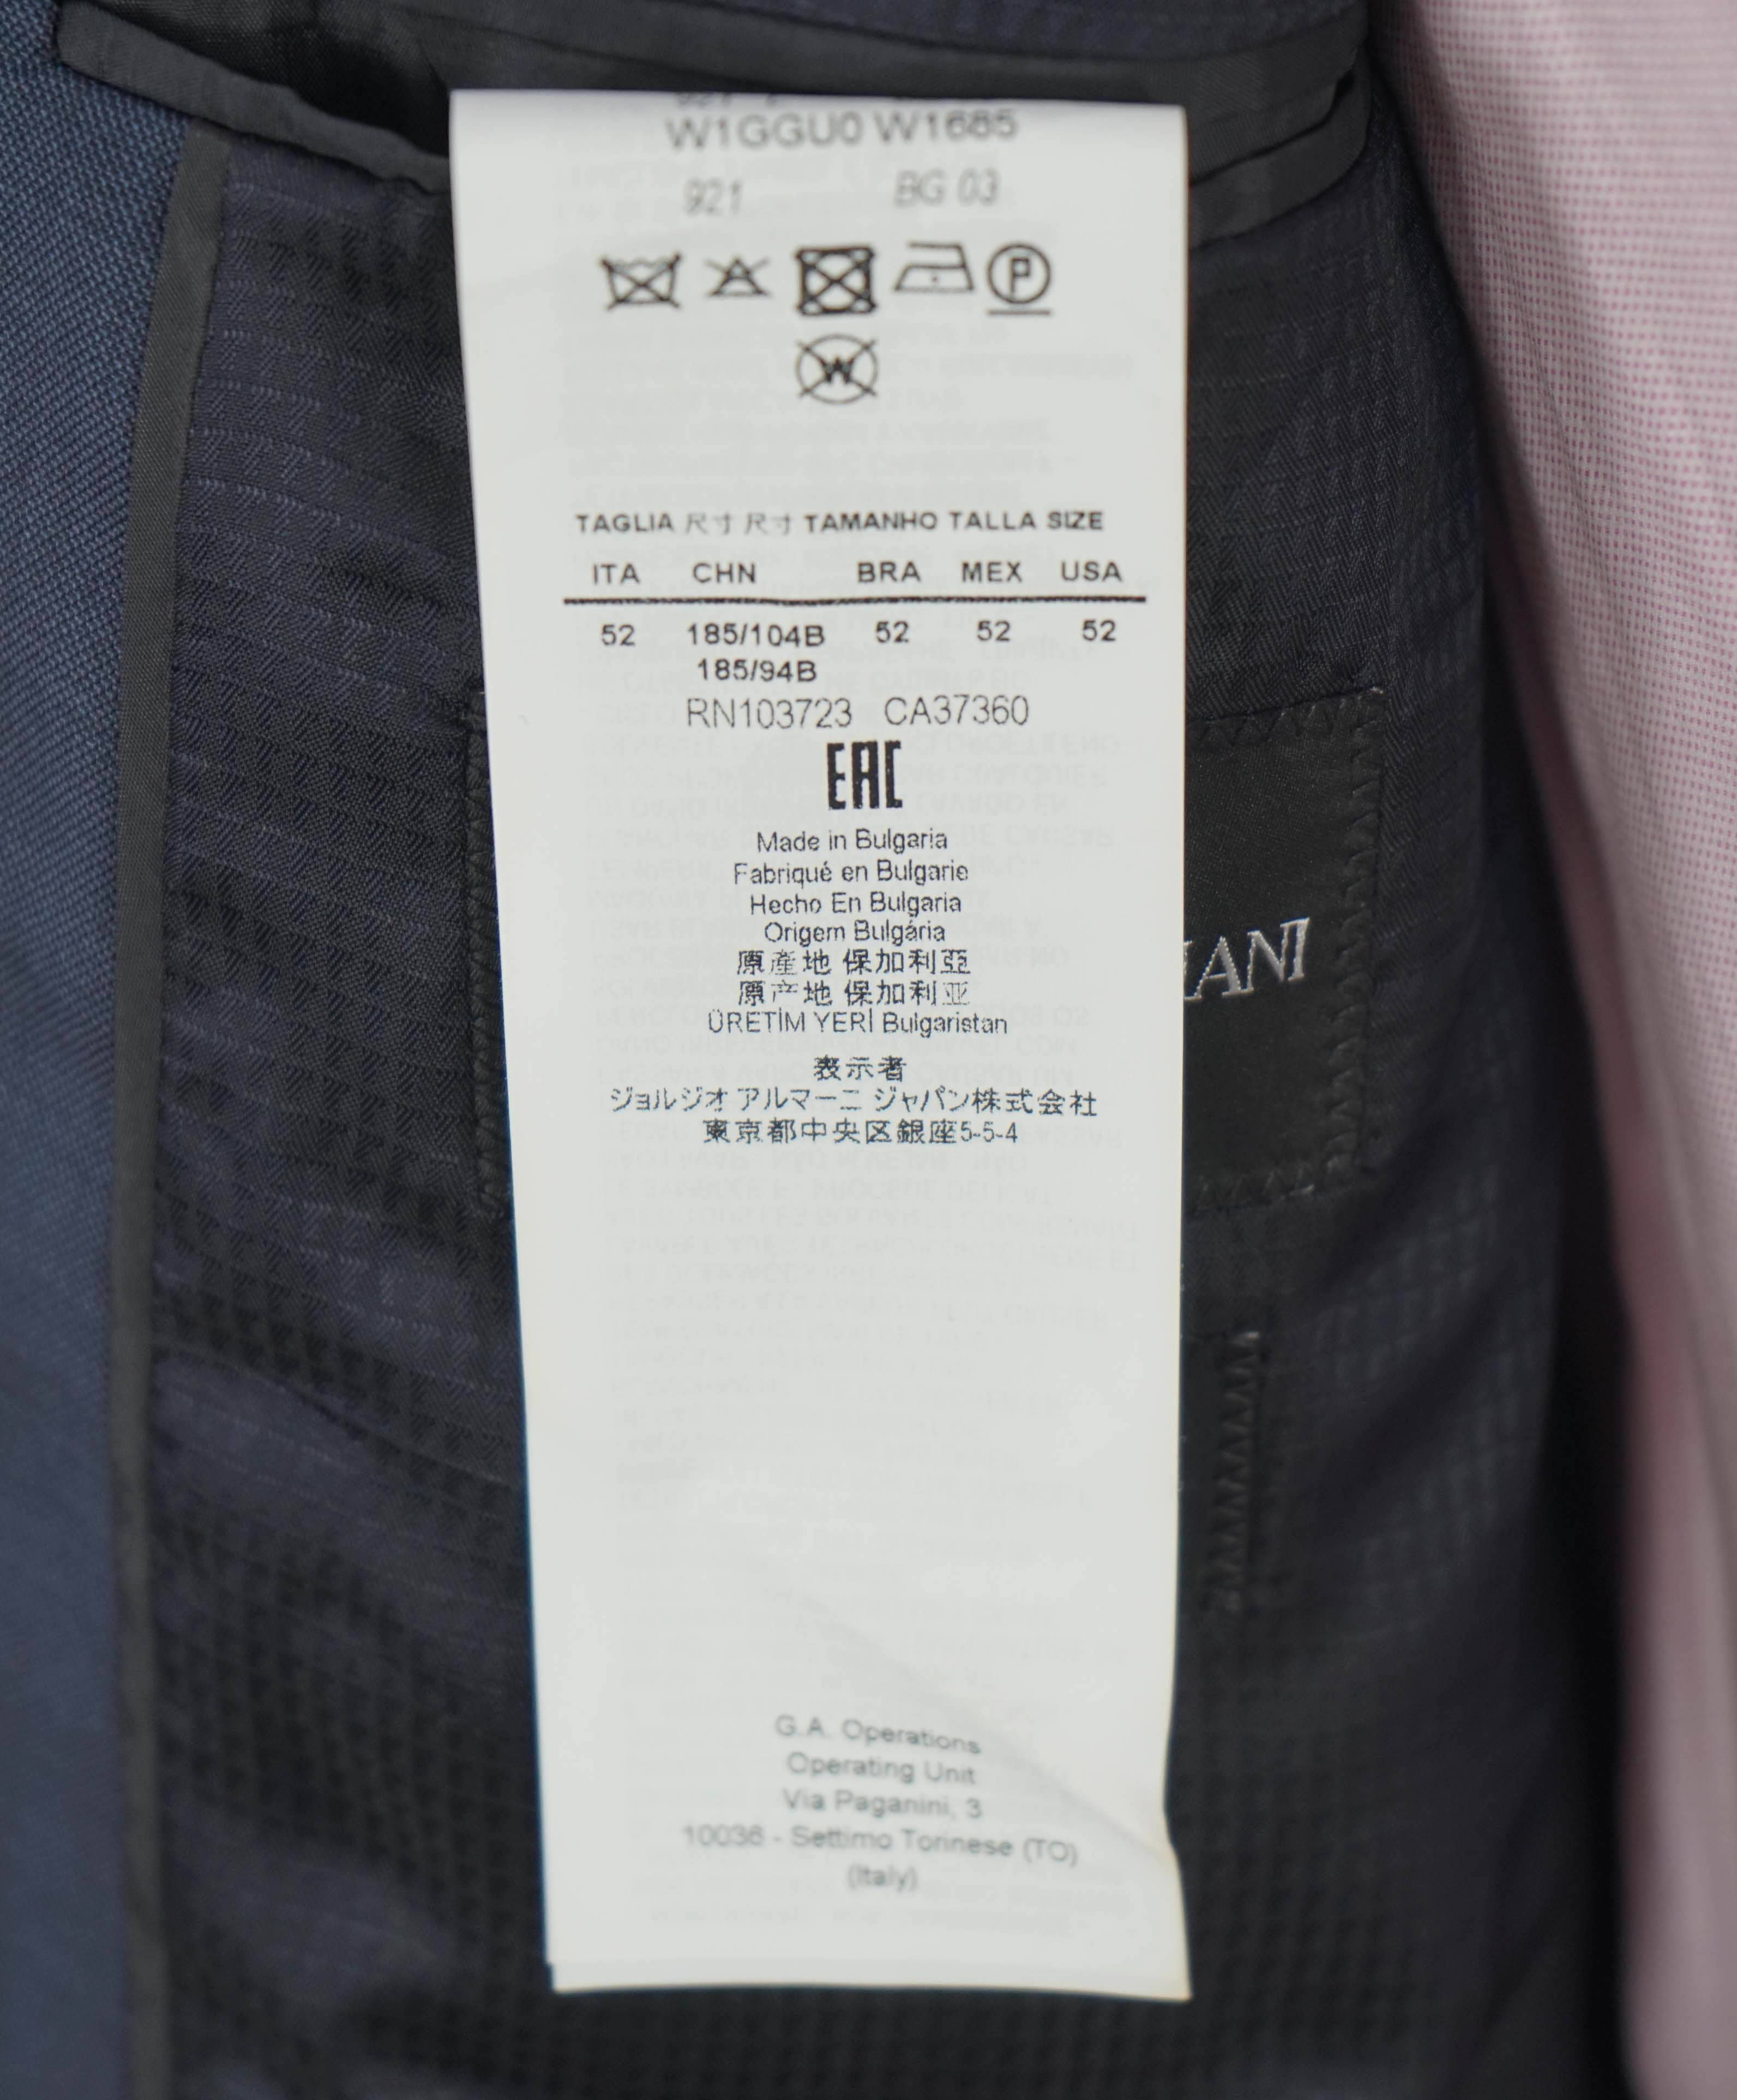 W1GGU0 W1685
921 BG 03
P
W
TAGLIA 尺寸 尺寸 TAMANHO TALLA SIZE
ITA CHN BRA MEX USA
52 185/104B 52 52 52
185/94B
RN103723 CA37360
EAC
Made in Bulgaria
Fabriqué en Bulgarie
Hecho En Bulgaria
Origem Bulgária
原産地 保加利亞
原产地 保加利亚
ÜRETİM YERİ Bulgaristan
表示者
ジョルジオ アルマーニ ジャパン株式会社
東京都中央区銀座5-5-4
ANI
G.A. Operations
Operating Unit
Via Paganini, 3
10036 - Settimo Torinese (TO)
(Italy)